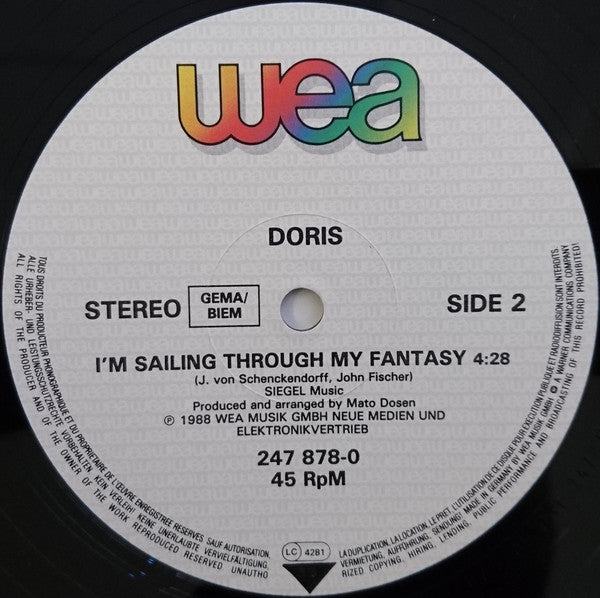 wea
DORIS
STEREO
GEMA/
BIEM
SIDE 2
I'M SAILING THROUGH MY FANTASY 4:28
(J. von Schenckendorff, John Fischer)
SIEGEL Music
Produced and arranged by Mato Dosen
℗ 1988 WEA MUSIK GMBH NEUE MEDIEN UND
ELEKTRONIKVERTRIEB
247 878-0
45 RpM
TOUS DROITS DU PRODUCTEUR PHONOGRAPHIQUE ET DU PROPRIETAIRE DE L'ŒUVRE ENREGISTREE RESERVES SAUF AUTORISATION,
LA DUPLICATION, LA LOCATION, LE PRET, L'UTILISATION DE CE DISQUE POUR EXECUTION PUBLIQUE ET RADIODIFFUSION SONT INTERDITS.
ALLE URHEBER- UND LEISTUNGSSCHUTZRECHTE VORBEHALTEN KEIN VERLEIH! KEINE UNERLAUBTE VERVIELFÄLTIGUNG,
VERMIETUNG, AUFFÜHRUNG, SENDUNG! MADE IN GERMANY BY WEA MUSIK GMBH. A WARNER COMMUNICATIONS COMPANY
ALL RIGHTS OF THE PRODUCER AND OF THE OWNER OF THE WORK REPRODUCED RESERVED UNAUTHO
RIZED COPYING, HIRING, LENDING, PUBLIC PERFORMANCE AND BROADCASTING OF THIS RECORD PROHIBITED!
LC 4281